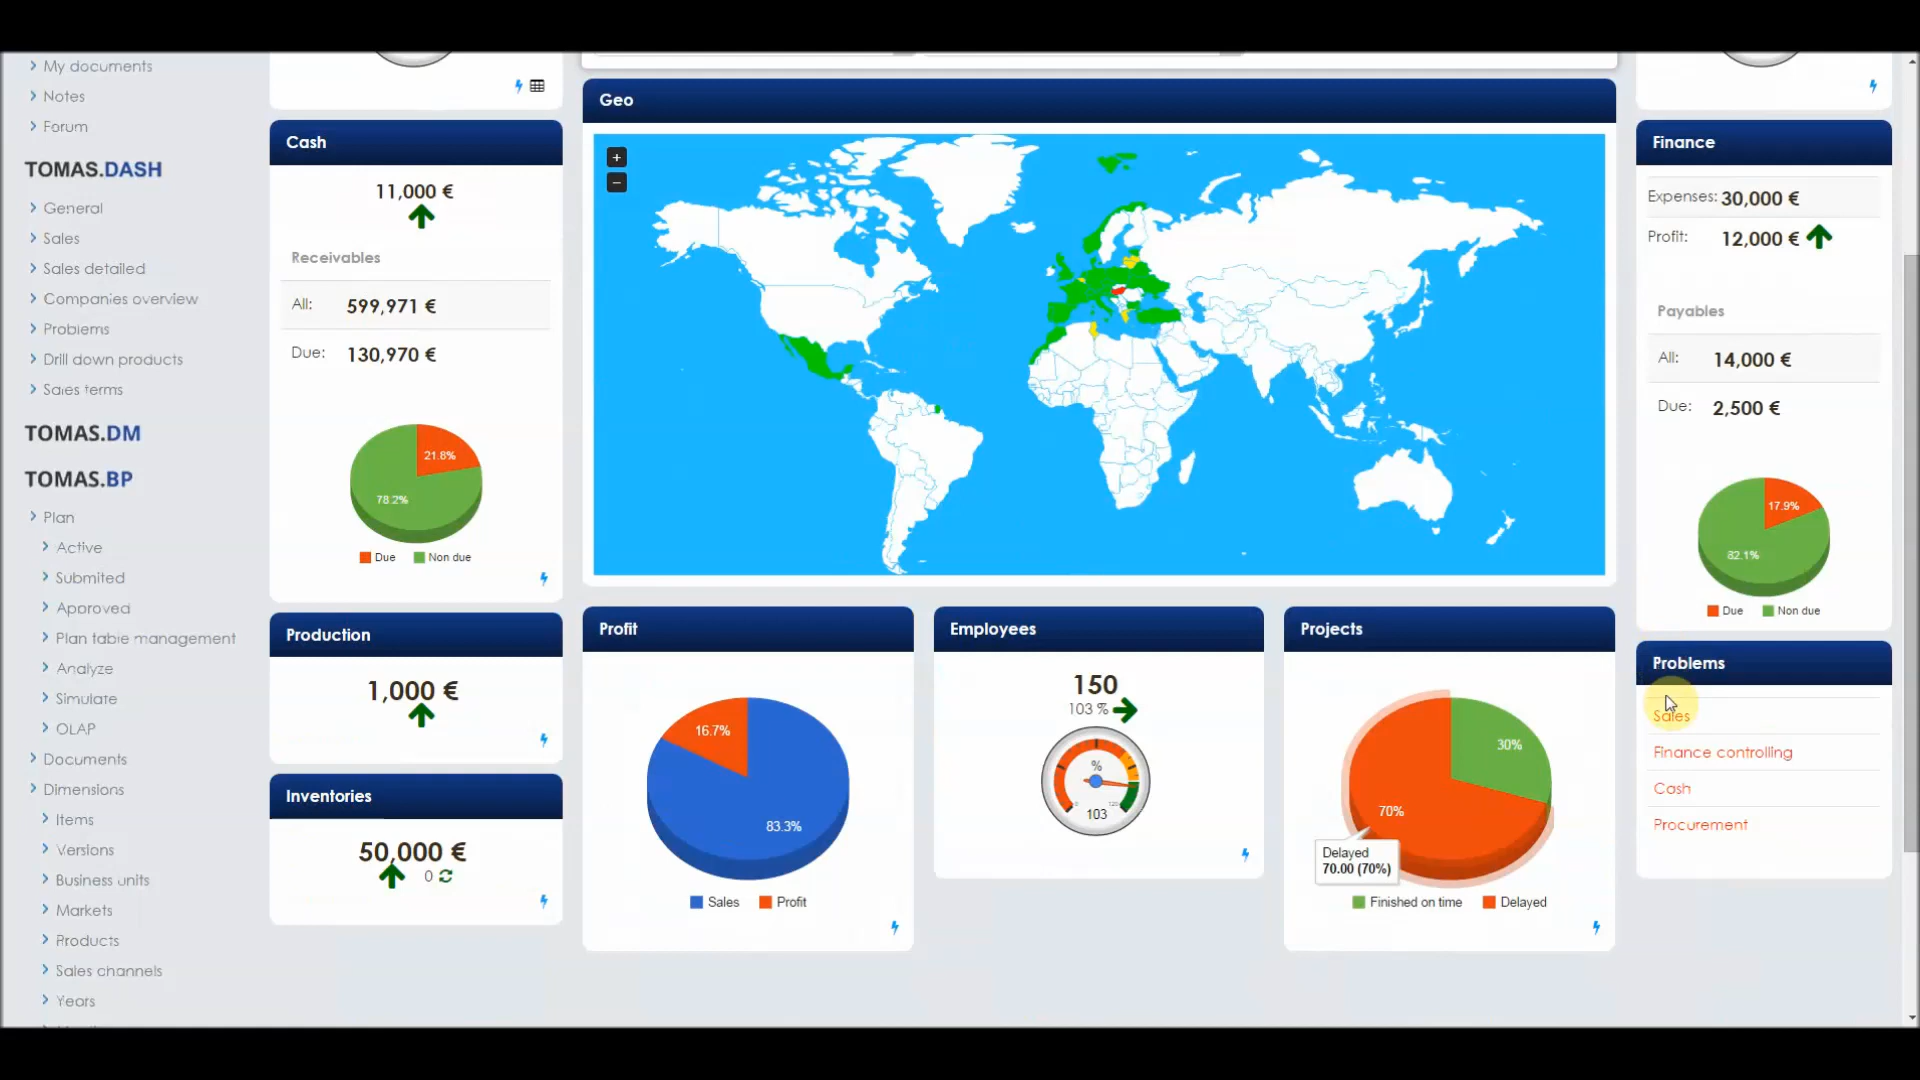 My documents
Notes
Forum
TOMAS.DASH
General
Sales
Sales detailed
Companies overview
Problems
Drill down products
Sales terms
TOMAS.DM
TOMAS.BP
Plan
Active
Submited
Approved
Plan table management
Analyze
Simulate
OLAP
Documents
Dimensions
Items
Versions
Business units
Markets
Products
Sales channels
Years
Cash
11,000 €
Receivables
All: 599,971 €
Due: 130,970 €
21.8%
78.2%
Due Non due
Production
1,000 €
Inventories
50,000 €
0
Geo
+
−
Profit
16.7%
83.3%
Sales Profit
Employees
150
103 %
%
0 120
103
Projects
30%
70%
Delayed
70.00 (70%)
Finished on time Delayed
Finance
Expenses: 30,000 €
Profit: 12,000 €
Payables
All: 14,000 €
Due: 2,500 €
17.9%
82.1%
Due Non due
Problems
Sales
Finance controlling
Cash
Procurement